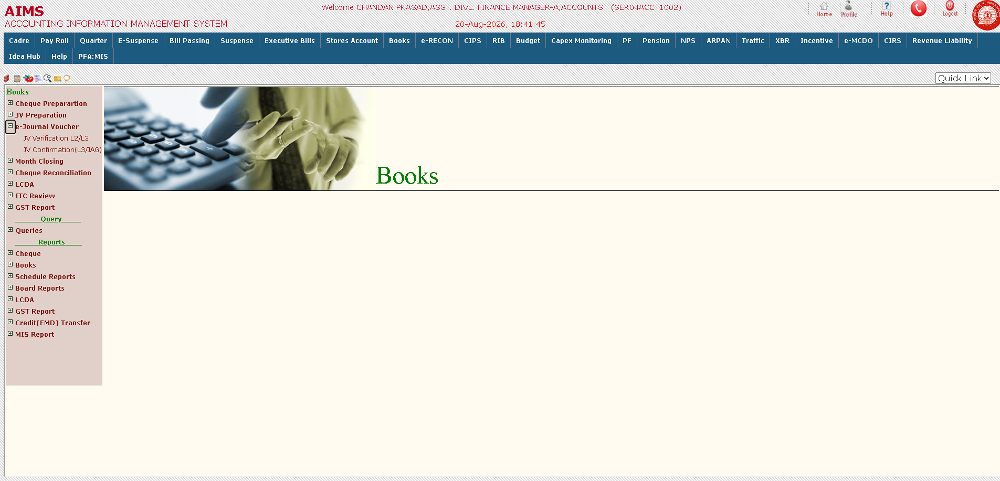 AIMS
ACCOUNTING INFORMATION MANAGEMENT SYSTEM
Welcome CHANDAN PRASAD,ASST. DIVL. FINANCE MANAGER-A,ACCOUNTS (SER04ACCT1002)
20-Aug-2026, 18:41:45
Home
Profile
Help
Logout
Cadre Pay Roll Quarter E-Suspense Bill Passing Suspense Executive Bills Stores Account Books e-RECON CIPS RIB Budget Capex Monitoring PF Pension NPS ARPAN Traffic XBR Incentive e-MCDO CIRS Revenue Liability
Idea Hub Help PFA:MIS
Quick Link
Books
Cheque Preparartion
JV Preparation
e-Journal Voucher
JV Verification L2/L3
JV Confirmation(L3/JAG)
Month Closing
Cheque Reconciliation
LCDA
ITC Review
GST Report
Query
Queries
Reports
Cheque
Books
Schedule Reports
Board Reports
LCDA
GST Report
Credit(EMD) Transfer
MIS Report
Books